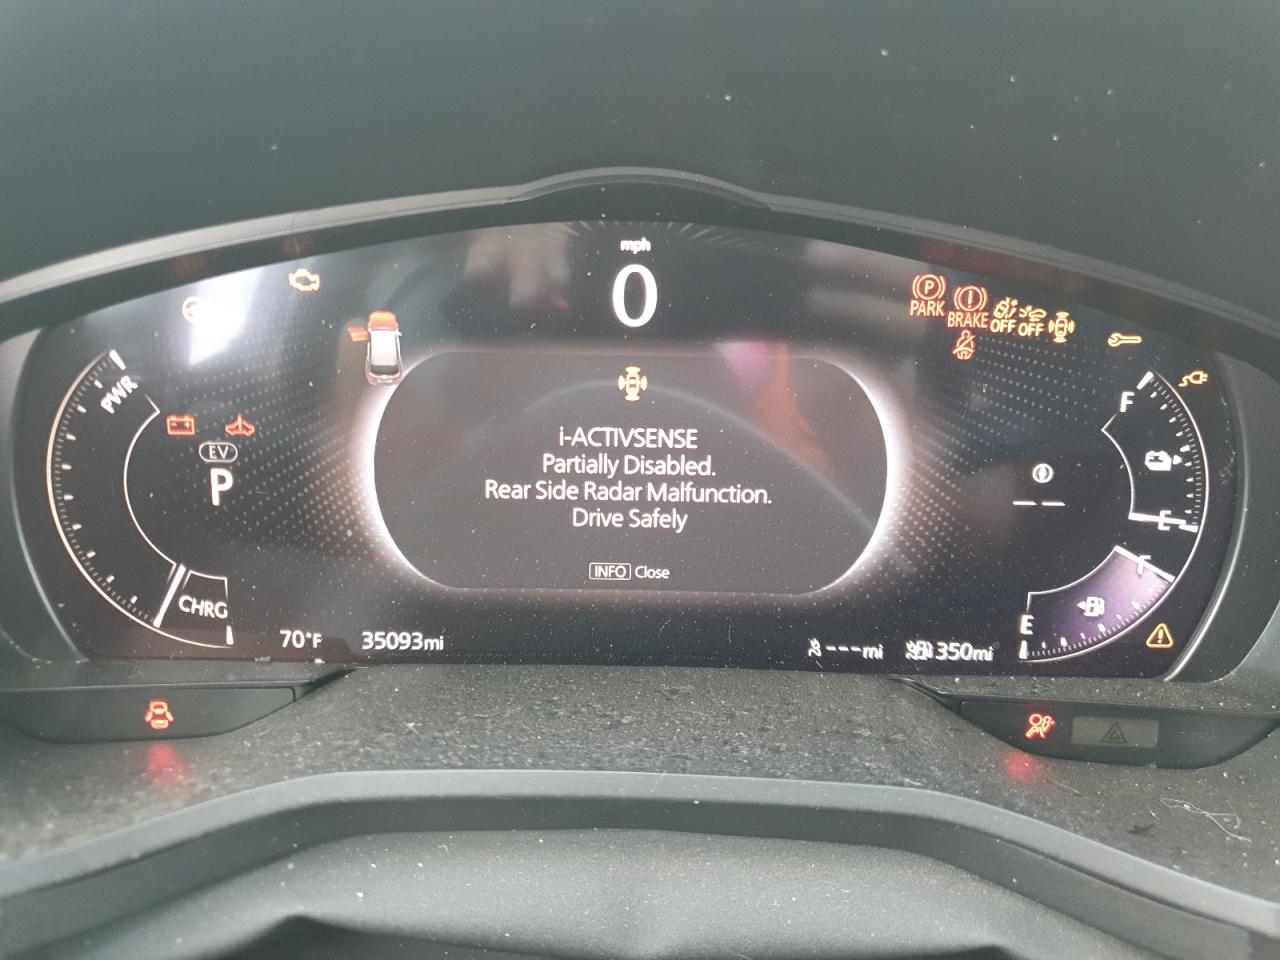 mph
0
PARK
BRAKE
OFF OFF
PWR
F
EV
P
i-ACTIVSENSE
Partially Disabled.
Rear Side Radar Malfunction.
Drive Safely
INFO Close
E
F
CHRG
E
70°F
35093mi
---mi
350mi